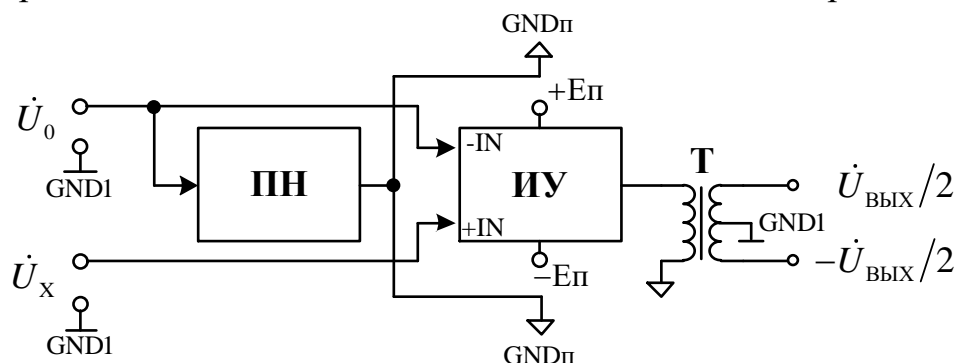 GNDп
+Eп
U̇₀
GND1
ПН
-IN
ИУ
+IN
Т
U̇ВЫХ/2
GND1
-U̇ВЫХ/2
U̇X
GND1
−Eп
GNDп